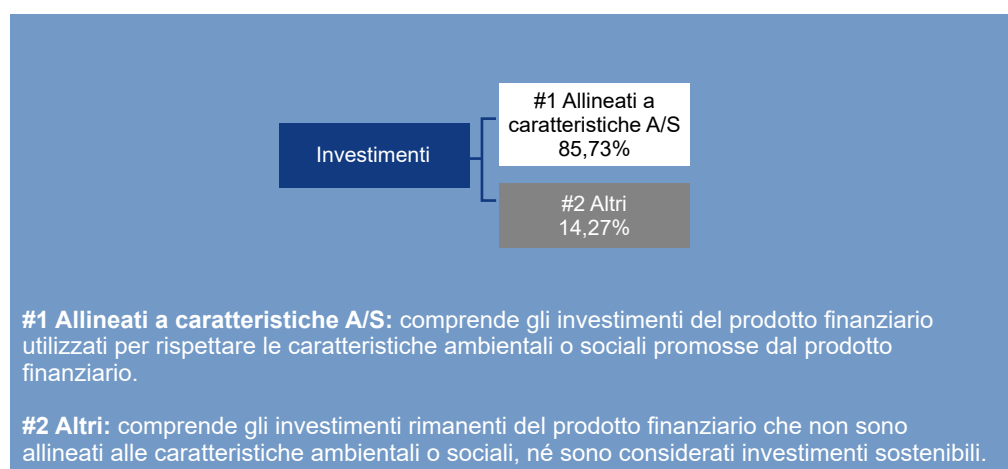 #1 Allineati a
caratteristiche A/S
85,73%
Investimenti
#2 Altri
14,27%
#1 Allineati a caratteristiche A/S: comprende gli investimenti del prodotto finanziario
utilizzati per rispettare le caratteristiche ambientali o sociali promosse dal prodotto
finanziario.
#2 Altri: comprende gli investimenti rimanenti del prodotto finanziario che non sono
allineati alle caratteristiche ambientali o sociali, né sono considerati investimenti sostenibili.